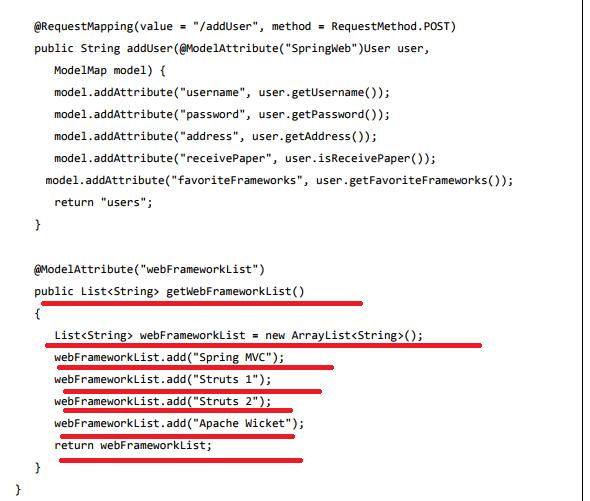 @RequestMapping(value = "/addUser", method = RequestMethod.POST)
public String addUser(@ModelAttribute("SpringWeb")User user,
ModelMap model) {
model.addAttribute("username", user.getUsername());
model.addAttribute("password", user.getPassword());
model.addAttribute("address", user.getAddress());
model.addAttribute("receivePaper", user.isReceivePaper());
model.addAttribute("favoriteFrameworks", user.getFavoriteFrameworks());
return "users";
}
@ModelAttribute("webFrameworkList")
public List<String> getWebFrameworkList()
{
List<String> webFrameworkList = new ArrayList<String>();
webFrameworkList.add("Spring MVC");
webFrameworkList.add("Struts 1");
webFrameworkList.add("Struts 2");
webFrameworkList.add("Apache Wicket");
return webFrameworkList;
}
}